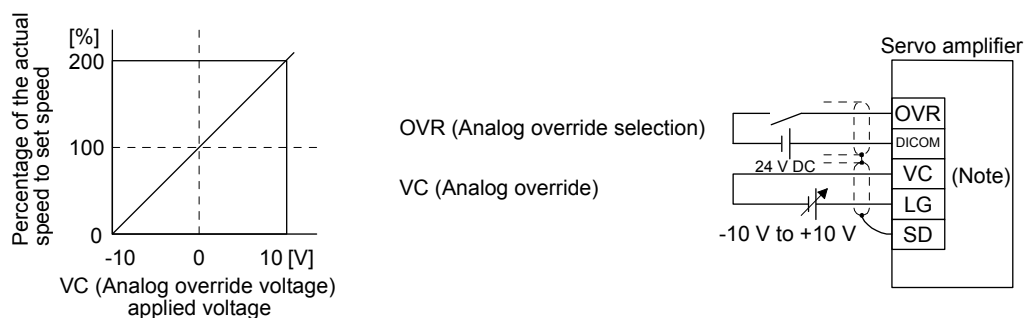 [%]
200
100
0
Percentage of the actual
speed to set speed
-10
0
10 [V]
VC (Analog override voltage)
applied voltage
OVR (Analog override selection)
VC (Analog override)
24 V DC
-10 V to +10 V
Servo amplifier
OVR
DICOM
VC
LG
SD
(Note)